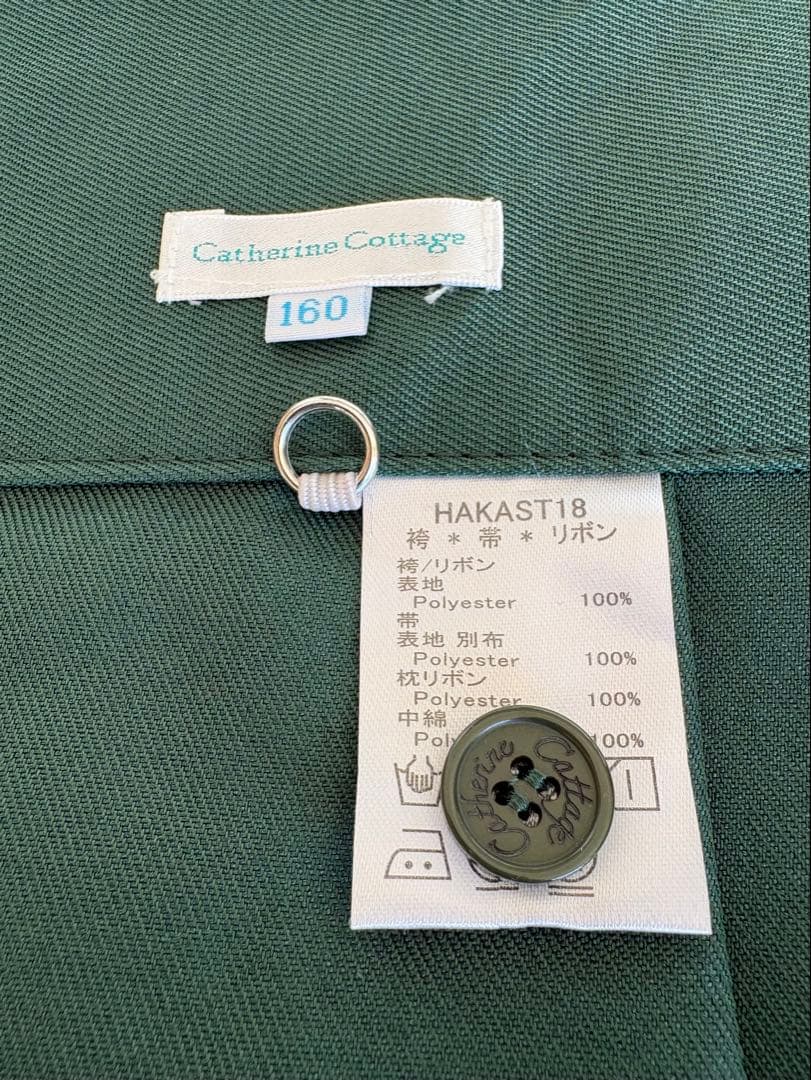 Catherine Cottage
160
HAKAST18
袴 * 帯 * リボン
袴/リボン
表地
Polyester 100%
帯
表地 別布
Polyester 100%
枕リボン
Polyester 100%
中綿
100%
Catherine Cottage